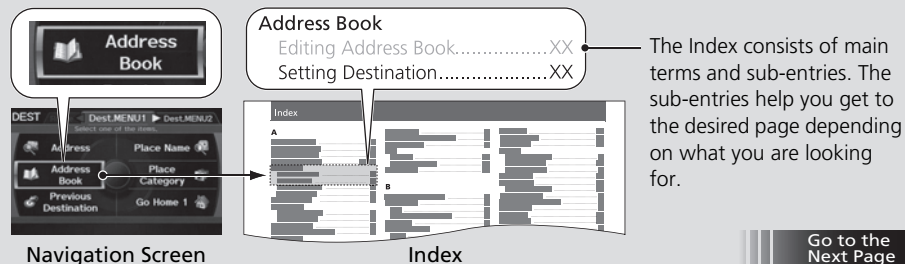 Address
Book
Address Book
Editing Address Book...............XX
Setting Destination....................XX
The Index consists of main
terms and sub-entries. The
sub-entries help you get to
the desired page depending
on what you are looking
for.
DEST
Dest.MENU1 ▶ Dest.MENU2
Select one of the items.
Address
Place Name
Address
Book
Place
Category
Previous
Destination
Go Home 1
Index
A
B
Navigation Screen
Index
Go to the
Next Page